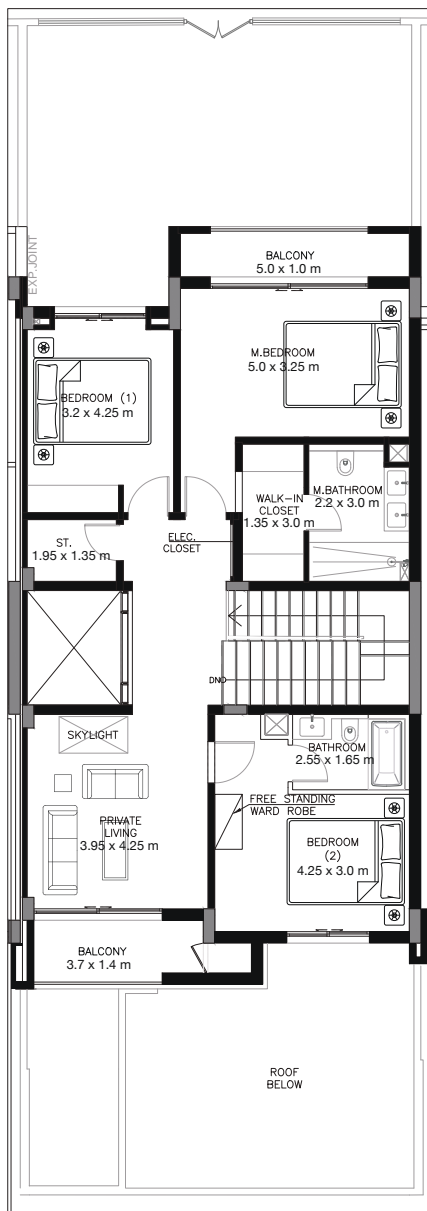 EXP.JOINT
BALCONY
5.0 x 1.0 m
M.BEDROOM
5.0 x 3.25 m
BEDROOM (1)
3.2 x 4.25 m
WALK-IN
CLOSET
1.35 x 3.0 m
M.BATHROOM
2.2 x 3.0 m
ELEC.
CLOSET
ST.
1.95 x 1.35 m
DN
SKYLIGHT
BATHROOM
2.55 x 1.65 m
FREE STANDING
WARD ROBE
PRIVATE
LIVING
3.95 x 4.25 m
BEDROOM
(2)
4.25 x 3.0 m
BALCONY
3.7 x 1.4 m
ROOF
BELOW